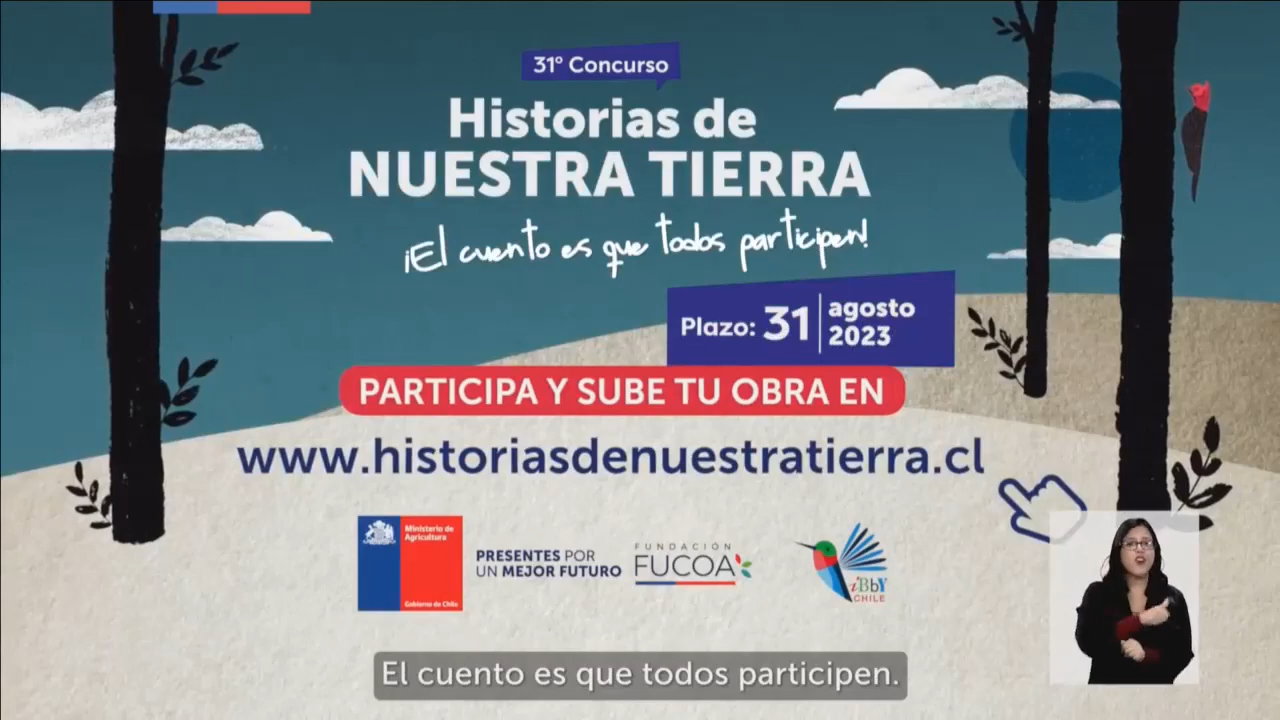 31° Concurso
Historias de
NUESTRA TIERRA
¡El cuento es que todos participen!
Plazo: 31 agosto
2023
PARTICIPA Y SUBE TU OBRA EN
www.historiasdenuestratierra.cl
Ministerio de
Agricultura
Gobierno de Chile
PRESENTES POR
UN MEJOR FUTURO
FUNDACIÓN
FUCOA
iBbY
CHILE
El cuento es que todos participen.